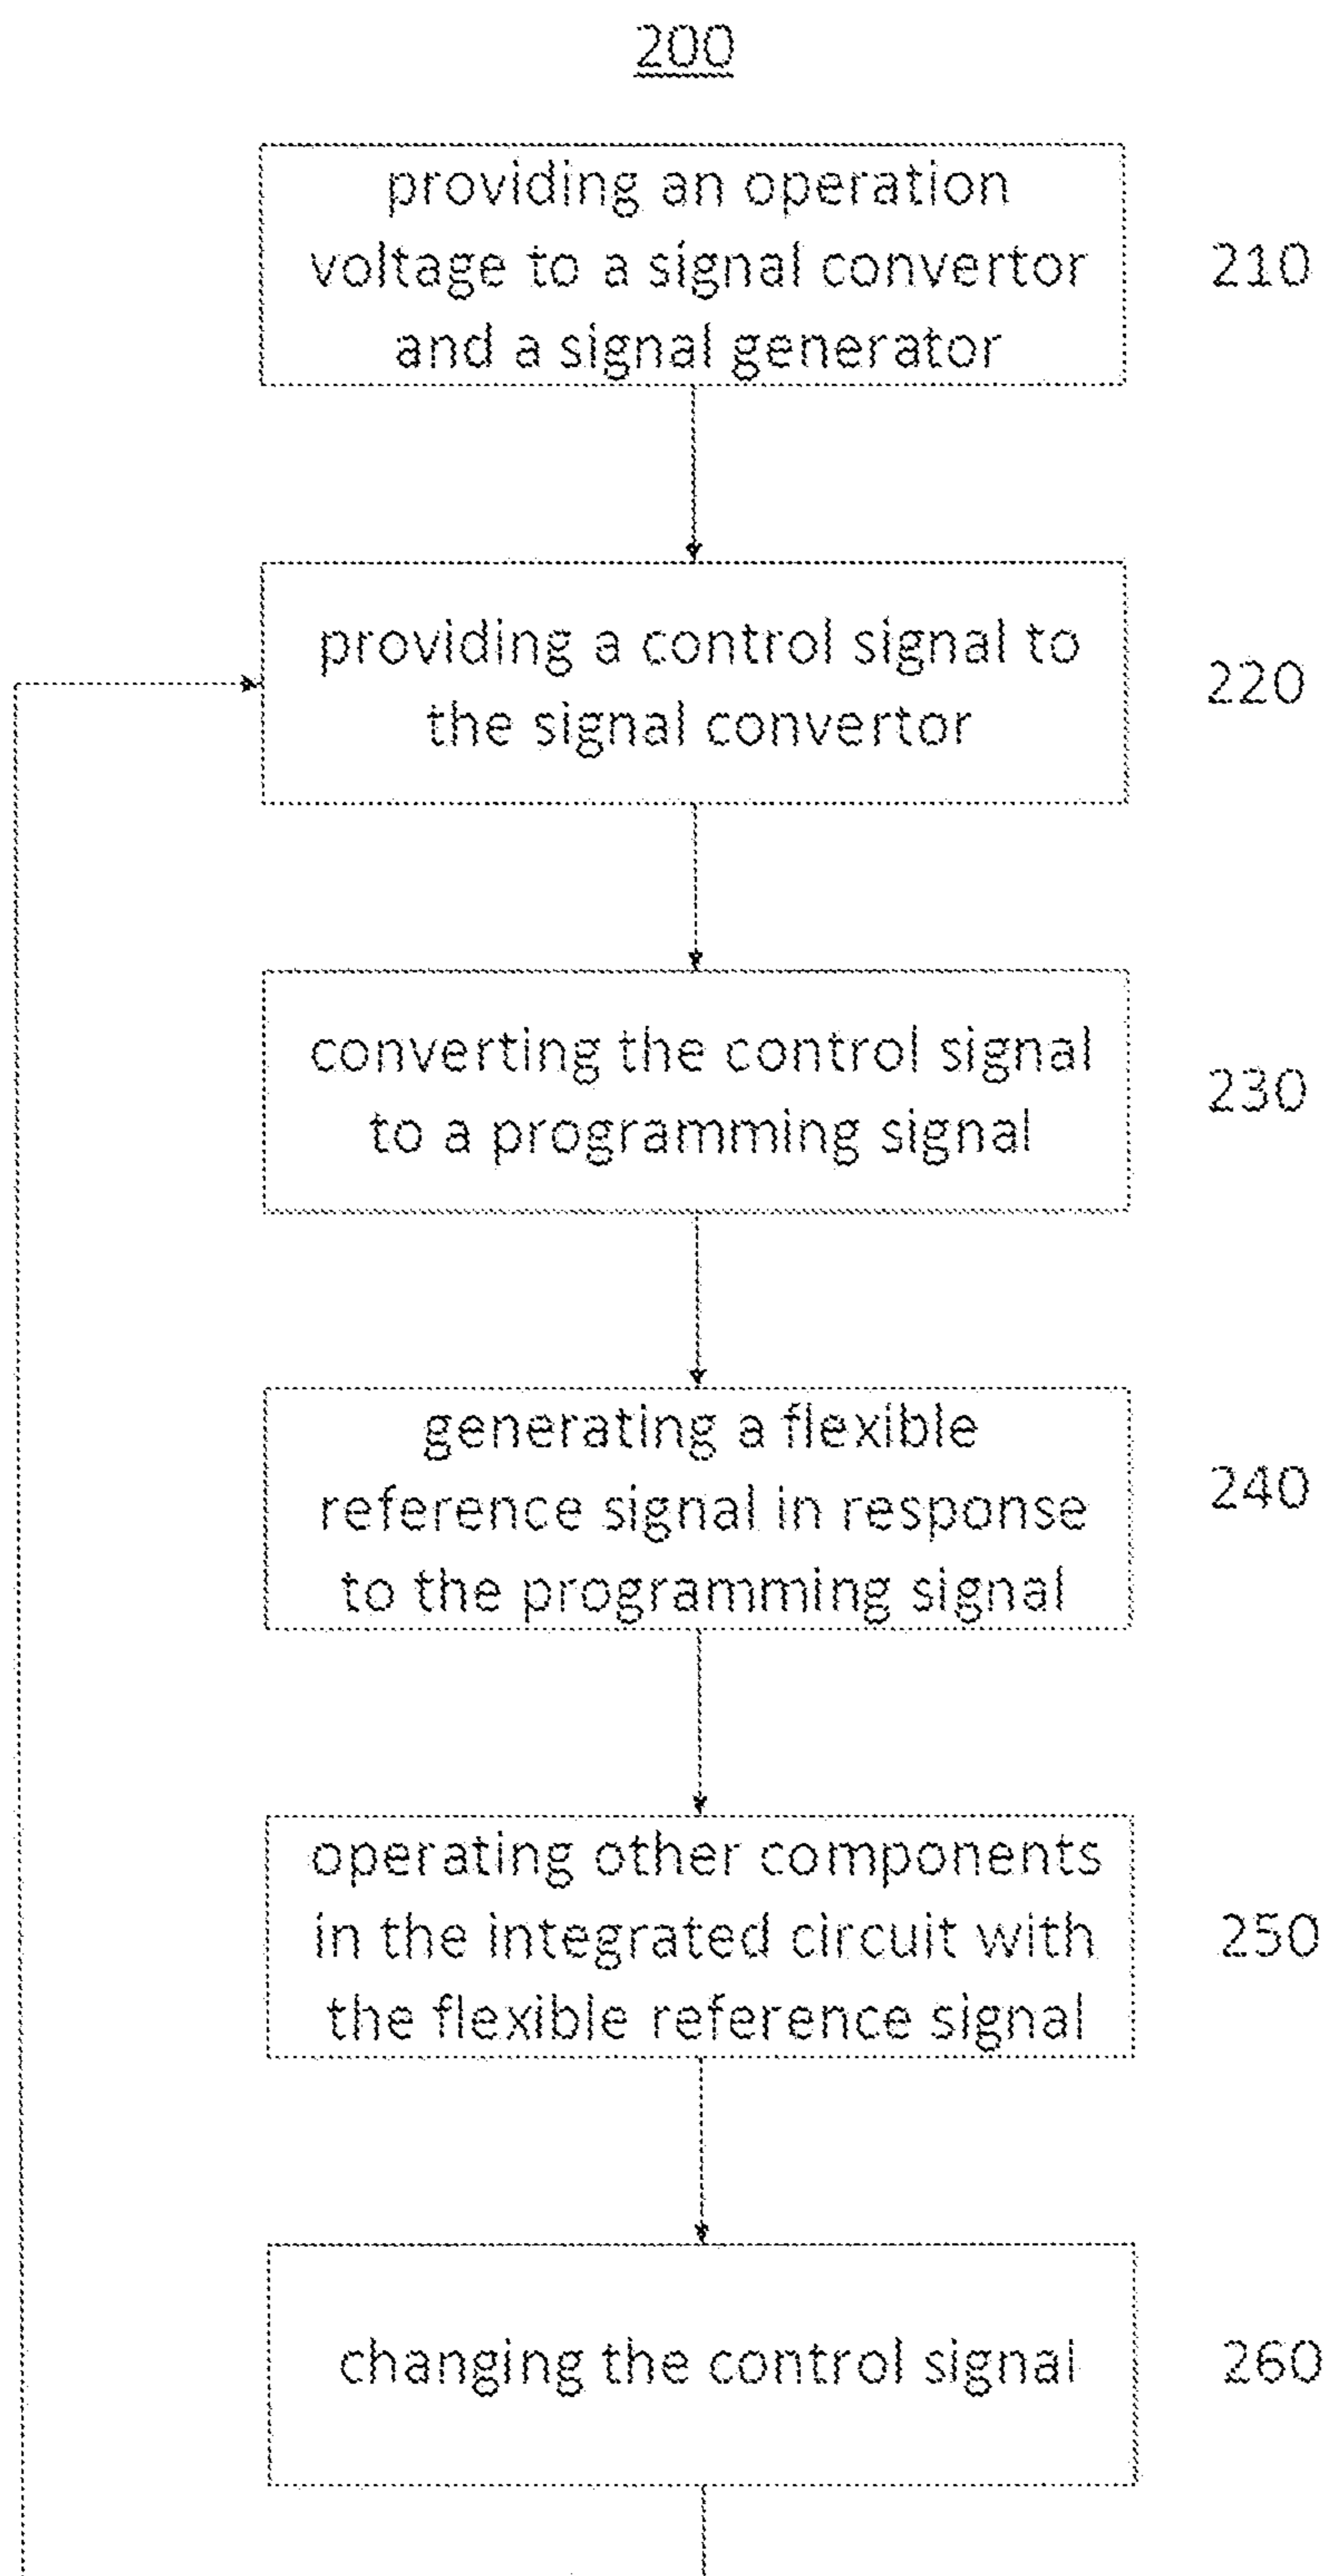 200
providing an operation
voltage to a signal convertor
and a signal generator
210
providing a control signal to
the signal convertor
220
converting the control signal
to a programming signal
230
generating a flexible
reference signal in response
to the programming signal
240
operating other components
in the integrated circuit with
the flexible reference signal
250
changing the control signal
260